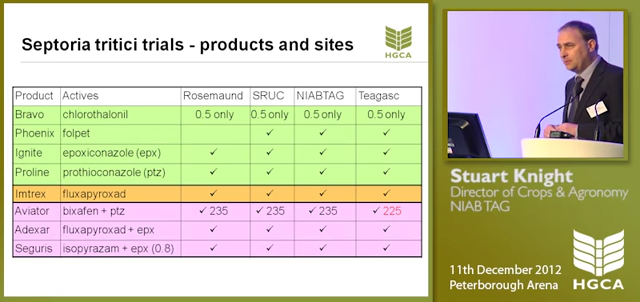 Septoria tritici trials - products and sites
HGCA
Product Actives Rosemaund SRUC NIABTAG Teagasc
Bravo chlorothalonil 0.5 only 0.5 only 0.5 only 0.5 only
Phoenix folpet ✓ ✓ ✓
Ignite epoxiconazole (epx) ✓ ✓ ✓ ✓
Proline prothioconazole (ptz) ✓ ✓ ✓ ✓
Imtrex fluxapyroxad ✓ ✓ ✓ ✓
Aviator bixafen + ptz ✓ 235 ✓ 235 ✓ 235 ✓ 225
Adexar fluxapyroxad + epx ✓ ✓ ✓ ✓
Seguris isopyrazam + epx (0.8) ✓ ✓ ✓ ✓
Stuart Knight
Director of Crops & Agronomy
NIAB TAG
11th December 2012
Peterborough Arena
HGCA